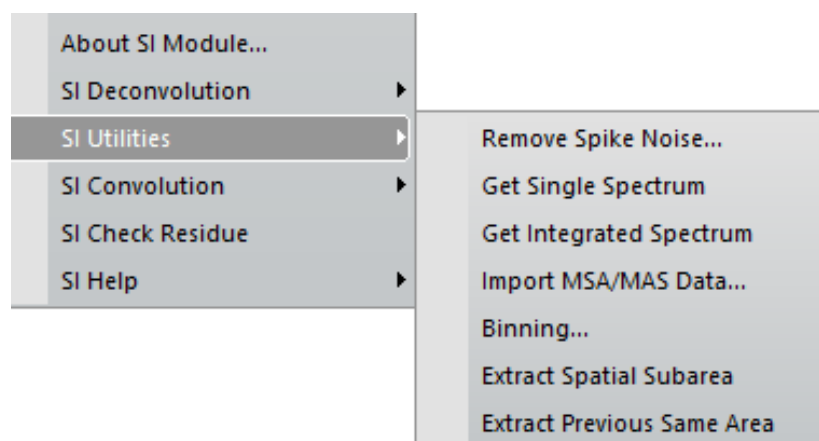 About SI Module...
SI Deconvolution
SI Utilities
SI Convolution
SI Check Residue
SI Help
Remove Spike Noise...
Get Single Spectrum
Get Integrated Spectrum
Import MSA/MAS Data...
Binning...
Extract Spatial Subarea
Extract Previous Same Area